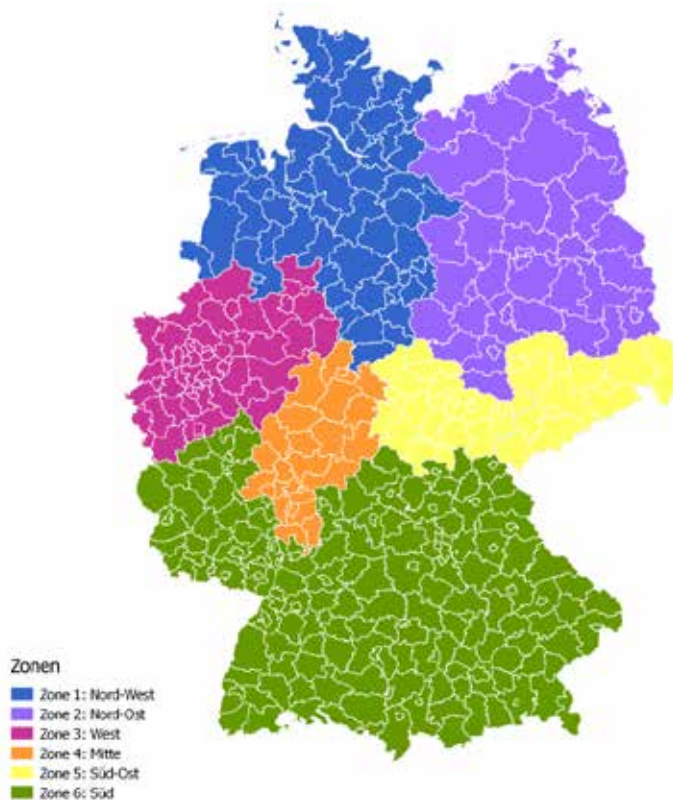 Zonen
Zone 1: Nord-West
Zone 2: Nord-Ost
Zone 3: West
Zone 4: Mitte
Zone 5: Süd-Ost
Zone 6: Süd